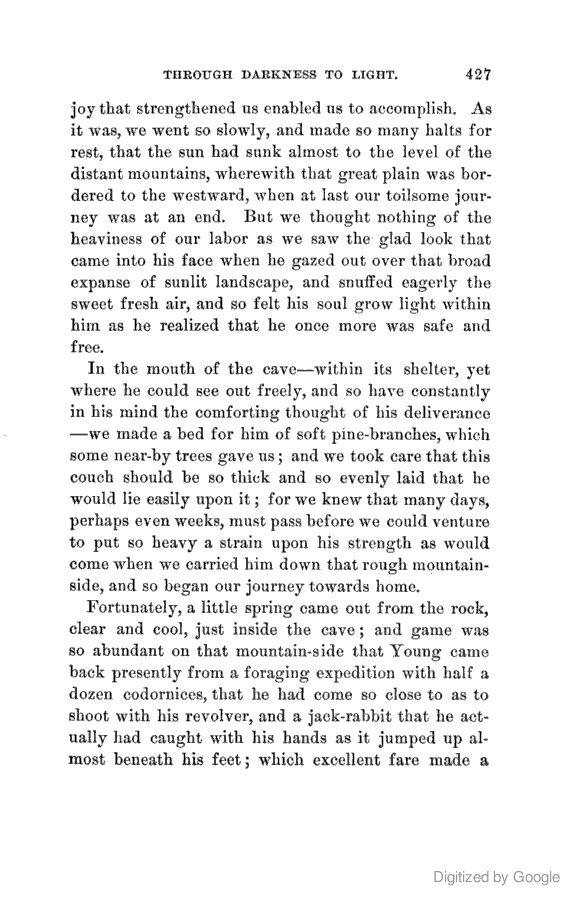 THROUGH DARKNESS TO LIGHT. 427
joy that strengthened us enabled us to accomplish. As
it was, we went so slowly, and made so many halts for
rest, that the sun had sunk almost to the level of the
distant mountains, wherewith that great plain was bor-
dered to the westward, when at last our toilsome jour-
ney was at an end. But we thought nothing of the
heaviness of our labor as we saw the glad look that
came into his face when he gazed out over that broad
expanse of sunlit landscape, and snuffed eagerly the
sweet fresh air, and so felt his soul grow light within
him as he realized that he once more was safe and
free.
In the mouth of the cave—within its shelter, yet
where he could see out freely, and so have constantly
in his mind the comforting thought of his deliverance
—we made a bed for him of soft pine-branches, which
some near-by trees gave us; and we took care that this
couch should be so thick and so evenly laid that he
would lie easily upon it; for we knew that many days,
perhaps even weeks, must pass before we could venture
to put so heavy a strain upon his strength as would
come when we carried him down that rough mountain-
side, and so began our journey towards home.
Fortunately, a little spring came out from the rock,
clear and cool, just inside the cave; and game was
so abundant on that mountain-side that Young came
back presently from a foraging expedition with half a
dozen codornices, that he had come so close to as to
shoot with his revolver, and a jack-rabbit that he act-
ually had caught with his hands as it jumped up al-
most beneath his feet; which excellent fare made a
Digitized by Google